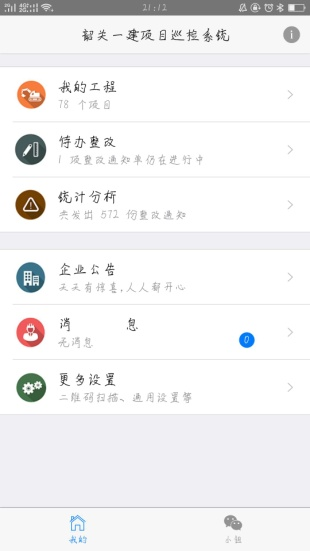 21:12
韶关一建项目巡检系统
我的工程
78 个项目
待办整改
1 项整改通知单仍在进行中
统计分析
共发出 572 份整改通知
企业公告
天天有惊喜,人人都开心
消 息
无消息
0
更多设置
二维码扫描、通用设置等
我的